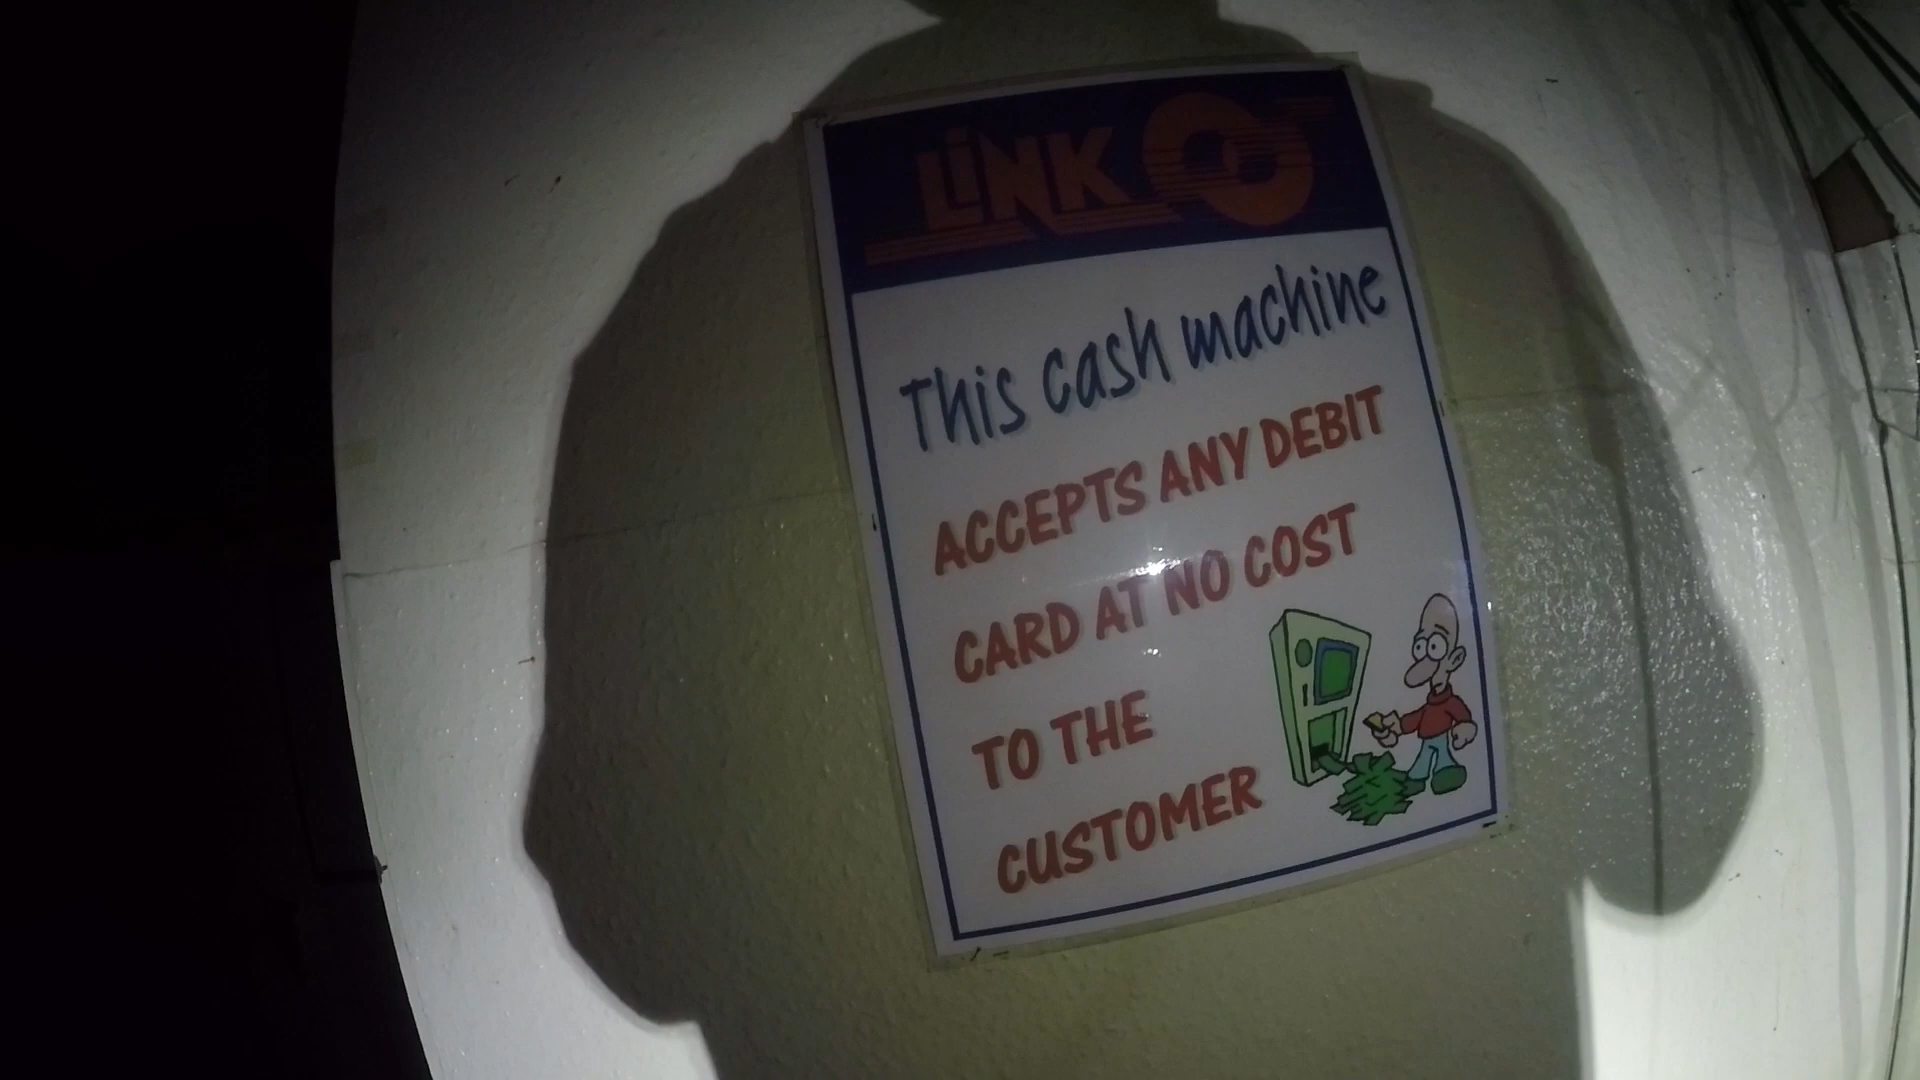 LiNK
This cash machine
ACCEPTS ANY DEBIT
CARD AT NO COST
TO THE
CUSTOMER